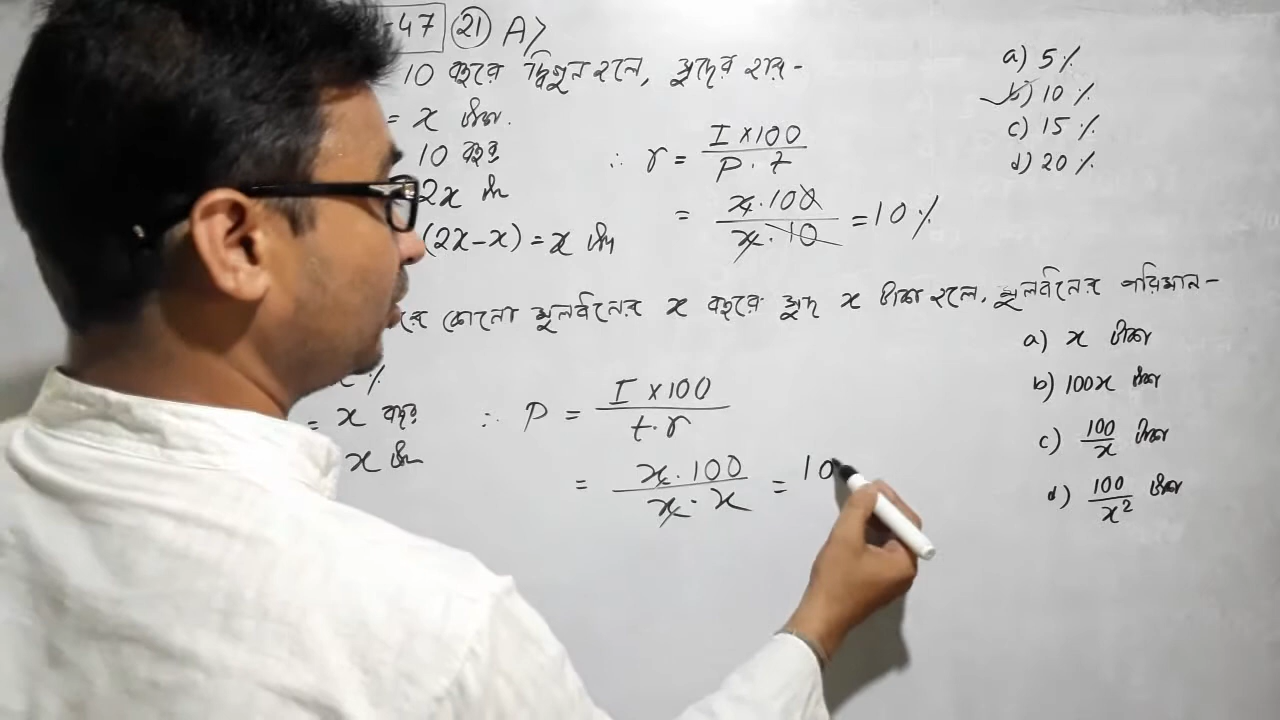 -47 (21) A>
10 বছরে দ্বিগুন হলে, সুদের হার -
a) 5%
b) 10%
c) 15%
d) 20%
= x টাকা.
10 বছর
2x টাকা
(2x-x) = x টাকা
∴ r = I×100 / P·t
= x·100 / x·10 = 10%
রে কোনো মূলধনের x বছরে সুদ x টাকা হলে, মূলধনের পরিমান -
a) x টাকা
b) 100x টাকা
c) 100/x টাকা
d) 100/x² টাকা
%
= x বছর
x টাকা
∴ P = I×100 / t·r
= x·100 / x·x = 10